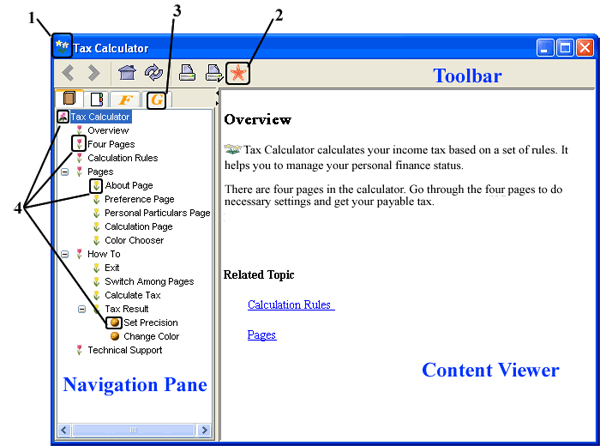 3
2
1
Tax Calculator
F
G
Toolbar
Tax Calculator
Overview
Four Pages
Calculation Rules
Pages
About Page
Preference Page
Personal Particulars Page
Calculation Page
Color Chooser
How To
Exit
Switch Among Pages
Calculate Tax
Tax Result
Set Precision
Change Color
Technical Support
4
Navigation Pane
Overview
Tax Calculator calculates your income tax based on a set of rules. It
helps you to manage your personal finance status.
There are four pages in the calculator. Go through the four pages to do
necessary settings and get your payable tax.
Related Topic
Calculation Rules
Pages
Content Viewer